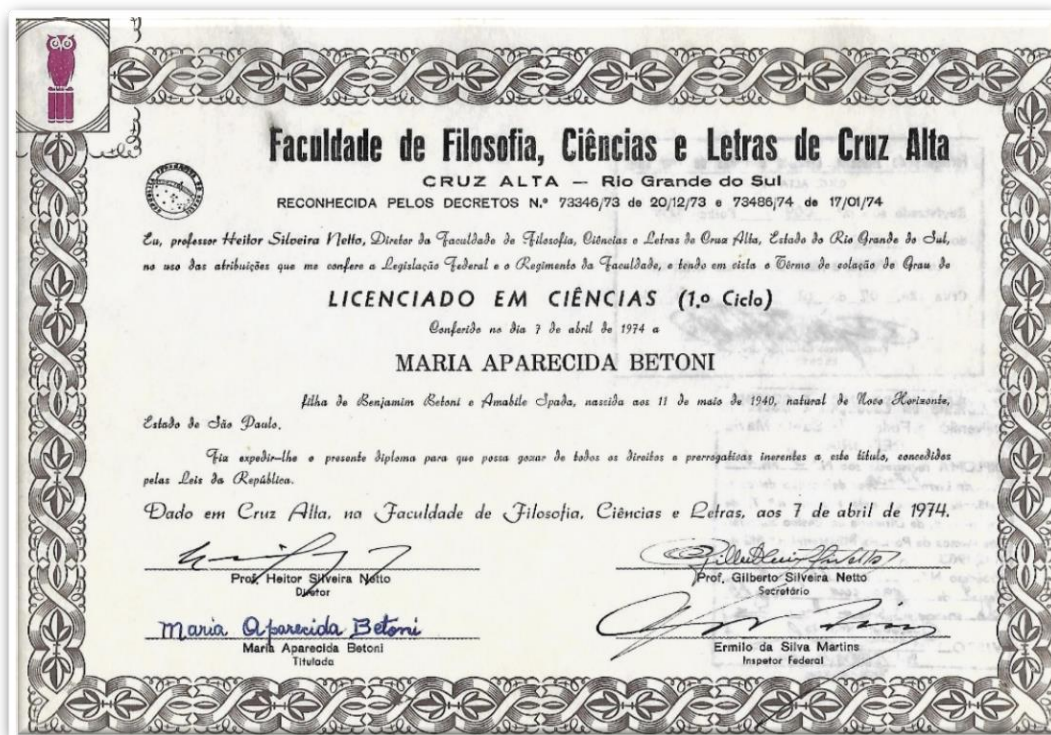 Faculdade de Filosofia, Ciências e Letras de Cruz Alta
CRUZ ALTA — Rio Grande do Sul
RECONHECIDA PELOS DECRETOS N.º 73346/73 de 20/12/73 e 73486/74 de 17/01/74
Eu, professor Heitor Silveira Netto, Diretor da Faculdade de Filosofia, Ciências e Letras de Cruz Alta, Estado do Rio Grande do Sul,
no uso das atribuições que me confere a Legislação Federal e o Regimento da Faculdade, e tendo em vista o Têrmo de colação de Grau de
LICENCIADO EM CIÊNCIAS (1.º Ciclo)
Conferido no dia 7 de abril de 1974 a
MARIA APARECIDA BETONI
filha de Benjamim Betoni e Amabile Spada, nascida aos 11 de maio de 1940, natural de Novo Horizonte,
Estado de São Paulo.
Fiz expedir-lhe o presente diploma para que possa gozar de todos os direitos e prerrogativas inerentes a este título, concedidos
pelas Leis da República.
Dado em Cruz Alta, na Faculdade de Filosofia, Ciências e Letras, aos 7 de abril de 1974.
Prof. Heitor Silveira Netto
Diretor
Prof. Gilberto Silveira Netto
Secretário
Maria Aparecida Betoni
Maria Aparecida Betoni
Titulada
Ermilo da Silva Martins
Inspetor Federal